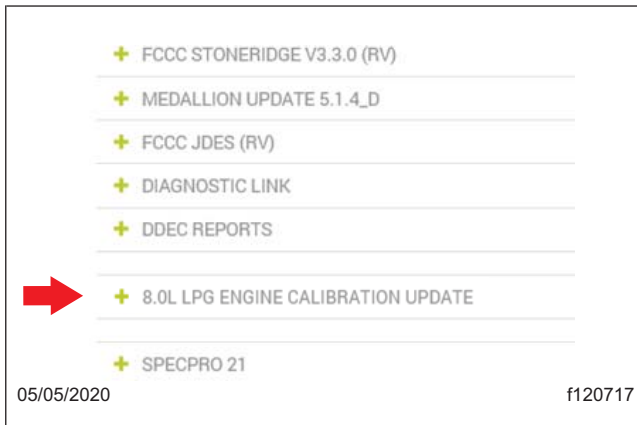 + FCCC STONERIDGE V3.3.0 (RV)
+ MEDALLION UPDATE 5.1.4_D
+ FCCC JDES (RV)
+ DIAGNOSTIC LINK
+ DDEC REPORTS
+ 8.0L LPG ENGINE CALIBRATION UPDATE
+ SPECPRO 21
05/05/2020 f120717